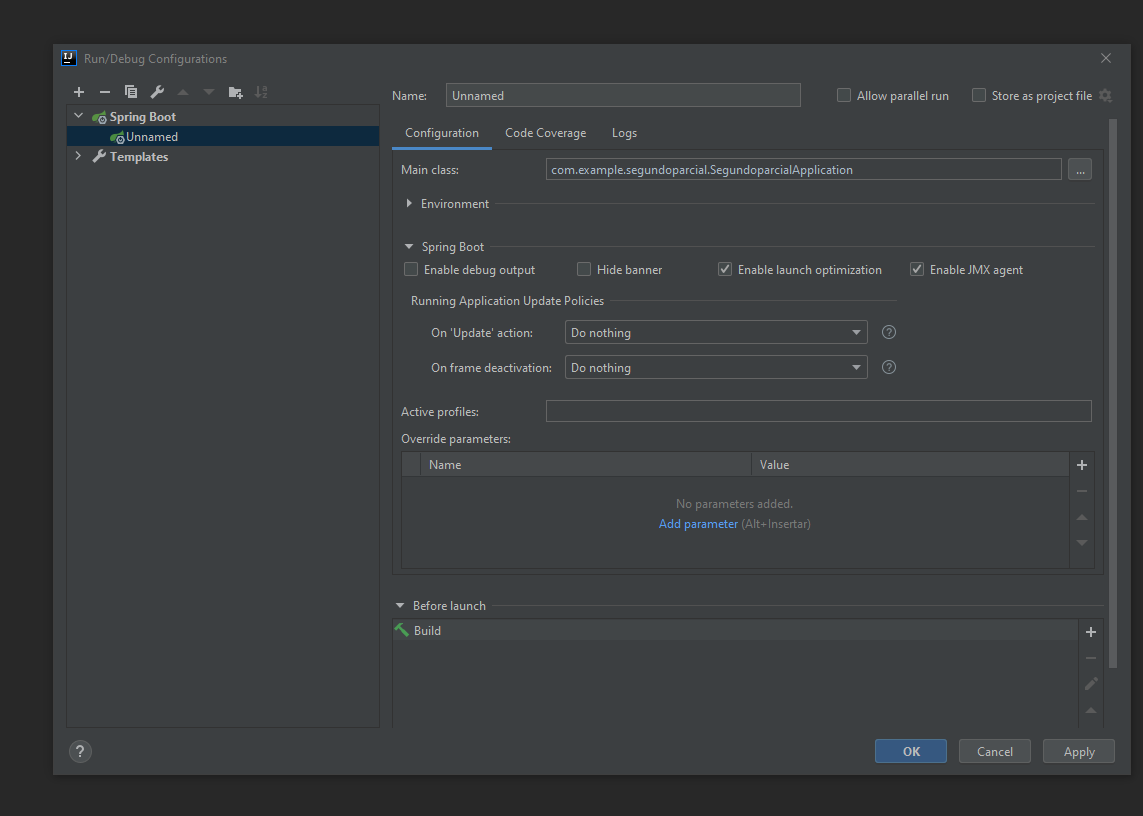 IJ
Run/Debug Configurations
Name: Unnamed
Allow parallel run
Store as project file
Spring Boot
Unnamed
Templates
Configuration Code Coverage Logs
Main class: com.example.segundoparcial.SegundoparcialApplication ...
Environment
Spring Boot
Enable debug output Hide banner Enable launch optimization Enable JMX agent
Running Application Update Policies
On 'Update' action: Do nothing ?
On frame deactivation: Do nothing ?
Active profiles:
Override parameters:
Name Value
No parameters added.
Add parameter (Alt+Insertar)
Before launch
Build
? OK Cancel Apply